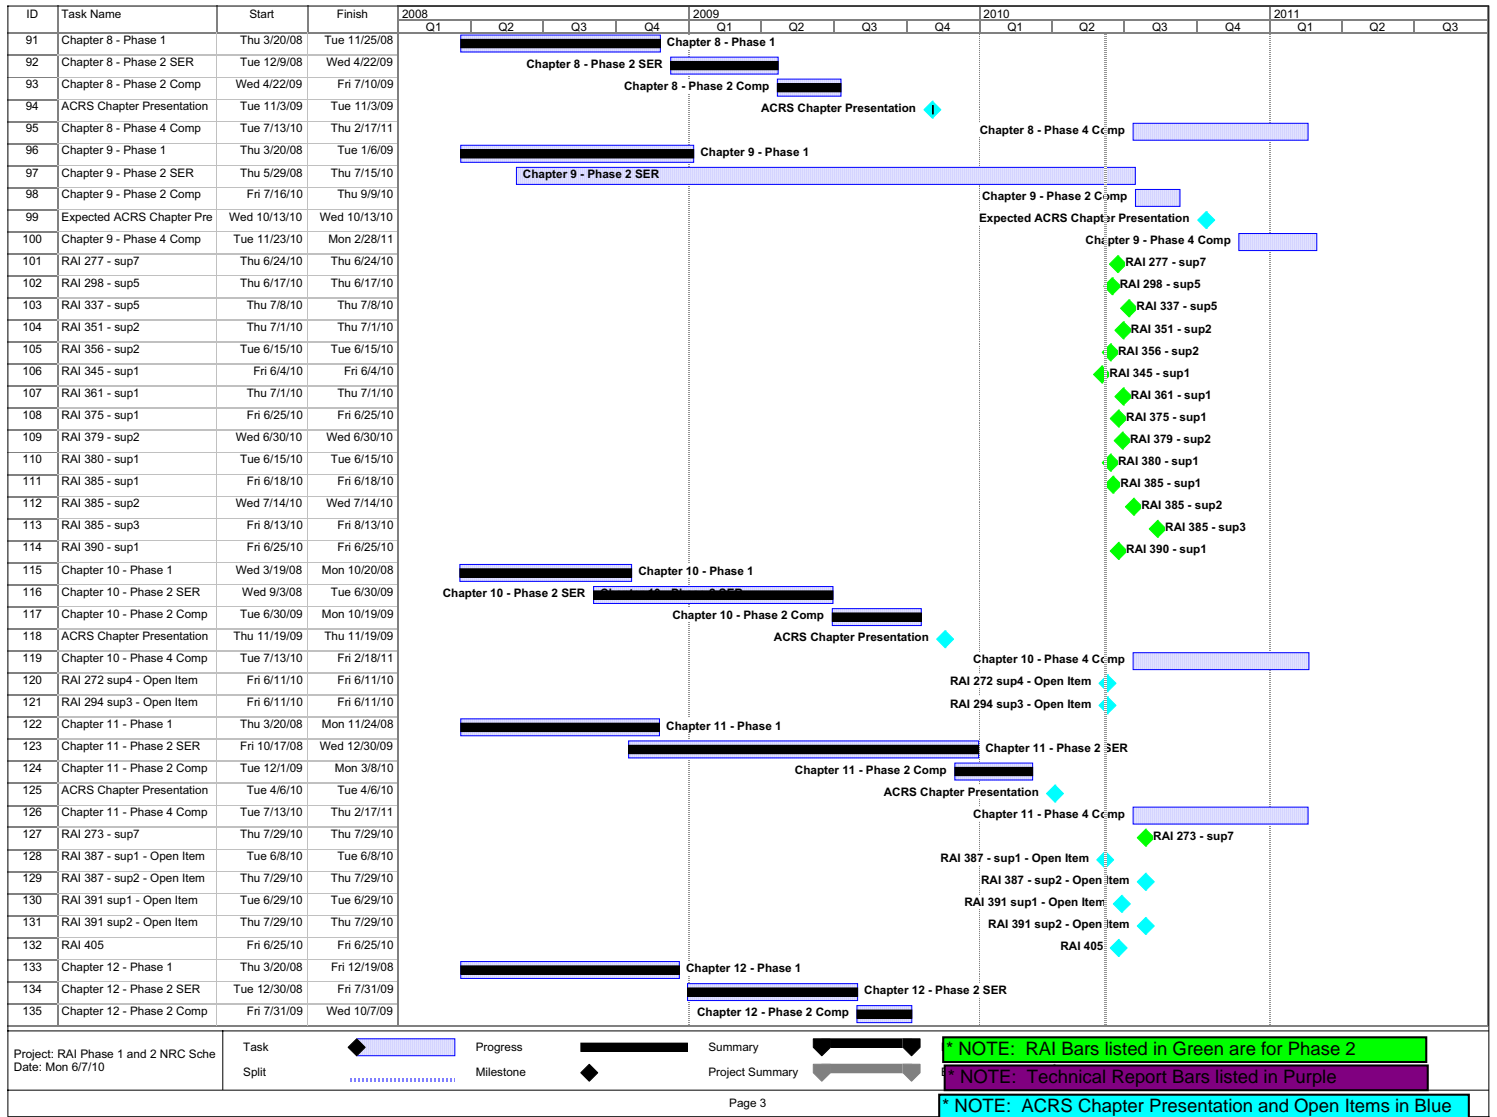 ID Task Name Start Finish 2008 2009 2010 2011
Q1 Q2 Q3 Q4 Q1 Q2 Q3 Q4 Q1 Q2 Q3 Q4 Q1 Q2 Q3
91 Chapter 8 - Phase 1 Thu 3/20/08 Tue 11/25/08 Chapter 8 - Phase 1
92 Chapter 8 - Phase 2 SER Tue 12/9/08 Wed 4/22/09 Chapter 8 - Phase 2 SER
93 Chapter 8 - Phase 2 Comp Wed 4/22/09 Fri 7/10/09 Chapter 8 - Phase 2 Comp
94 ACRS Chapter Presentation Tue 11/3/09 Tue 11/3/09 ACRS Chapter Presentation
95 Chapter 8 - Phase 4 Comp Tue 7/13/10 Thu 2/17/11 Chapter 8 - Phase 4 Comp
96 Chapter 9 - Phase 1 Thu 3/20/08 Tue 1/6/09 Chapter 9 - Phase 1
97 Chapter 9 - Phase 2 SER Thu 5/29/08 Thu 7/15/10 Chapter 9 - Phase 2 SER
98 Chapter 9 - Phase 2 Comp Fri 7/16/10 Thu 9/9/10 Chapter 9 - Phase 2 Comp
99 Expected ACRS Chapter Pre Wed 10/13/10 Wed 10/13/10 Expected ACRS Chapter Presentation
100 Chapter 9 - Phase 4 Comp Tue 11/23/10 Mon 2/28/11 Chapter 9 - Phase 4 Comp
101 RAI 277 - sup7 Thu 6/24/10 Thu 6/24/10 RAI 277 - sup7
102 RAI 298 - sup5 Thu 6/17/10 Thu 6/17/10 RAI 298 - sup5
103 RAI 337 - sup5 Thu 7/8/10 Thu 7/8/10 RAI 337 - sup5
104 RAI 351 - sup2 Thu 7/1/10 Thu 7/1/10 RAI 351 - sup2
105 RAI 356 - sup2 Tue 6/15/10 Tue 6/15/10 RAI 356 - sup2
106 RAI 345 - sup1 Fri 6/4/10 Fri 6/4/10 RAI 345 - sup1
107 RAI 361 - sup1 Thu 7/1/10 Thu 7/1/10 RAI 361 - sup1
108 RAI 375 - sup1 Fri 6/25/10 Fri 6/25/10 RAI 375 - sup1
109 RAI 379 - sup2 Wed 6/30/10 Wed 6/30/10 RAI 379 - sup2
110 RAI 380 - sup1 Tue 6/15/10 Tue 6/15/10 RAI 380 - sup1
111 RAI 385 - sup1 Fri 6/18/10 Fri 6/18/10 RAI 385 - sup1
112 RAI 385 - sup2 Wed 7/14/10 Wed 7/14/10 RAI 385 - sup2
113 RAI 385 - sup3 Fri 8/13/10 Fri 8/13/10 RAI 385 - sup3
114 RAI 390 - sup1 Fri 6/25/10 Fri 6/25/10 RAI 390 - sup1
115 Chapter 10 - Phase 1 Wed 3/19/08 Mon 10/20/08 Chapter 10 - Phase 1
116 Chapter 10 - Phase 2 SER Wed 9/3/08 Tue 6/30/09 Chapter 10 - Phase 2 SER
117 Chapter 10 - Phase 2 Comp Tue 6/30/09 Mon 10/19/09 Chapter 10 - Phase 2 Comp
118 ACRS Chapter Presentation Thu 11/19/09 Thu 11/19/09 ACRS Chapter Presentation
119 Chapter 10 - Phase 4 Comp Tue 7/13/10 Fri 2/18/11 Chapter 10 - Phase 4 Comp
120 RAI 272 sup4 - Open Item Fri 6/11/10 Fri 6/11/10 RAI 272 sup4 - Open Item
121 RAI 294 sup3 - Open Item Fri 6/11/10 Fri 6/11/10 RAI 294 sup3 - Open Item
122 Chapter 11 - Phase 1 Thu 3/20/08 Mon 11/24/08 Chapter 11 - Phase 1
123 Chapter 11 - Phase 2 SER Fri 10/17/08 Wed 12/30/09 Chapter 11 - Phase 2 SER
124 Chapter 11 - Phase 2 Comp Tue 12/1/09 Mon 3/8/10 Chapter 11 - Phase 2 Comp
125 ACRS Chapter Presentation Tue 4/6/10 Tue 4/6/10 ACRS Chapter Presentation
126 Chapter 11 - Phase 4 Comp Tue 7/13/10 Thu 2/17/11 Chapter 11 - Phase 4 Comp
127 RAI 273 - sup7 Thu 7/29/10 Thu 7/29/10 RAI 273 - sup7
128 RAI 387 - sup1 - Open Item Tue 6/8/10 Tue 6/8/10 RAI 387 - sup1 - Open Item
129 RAI 387 - sup2 - Open Item Thu 7/29/10 Thu 7/29/10 RAI 387 - sup2 - Open Item
130 RAI 391 sup1 - Open Item Tue 6/29/10 Tue 6/29/10 RAI 391 sup1 - Open Item
131 RAI 391 sup2 - Open Item Thu 7/29/10 Thu 7/29/10 RAI 391 sup2 - Open Item
132 RAI 405 Fri 6/25/10 Fri 6/25/10 RAI 405
133 Chapter 12 - Phase 1 Thu 3/20/08 Fri 12/19/08 Chapter 12 - Phase 1
134 Chapter 12 - Phase 2 SER Tue 12/30/08 Fri 7/31/09 Chapter 12 - Phase 2 SER
135 Chapter 12 - Phase 2 Comp Fri 7/31/09 Wed 10/7/09 Chapter 12 - Phase 2 Comp
Project: RAI Phase 1 and 2 NRC Sche
Date: Mon 6/7/10
Task Progress Summary
Split Milestone Project Summary
* NOTE: RAI Bars listed in Green are for Phase 2
* NOTE: Technical Report Bars listed in Purple
* NOTE: ACRS Chapter Presentation and Open Items in Blue
Page 3